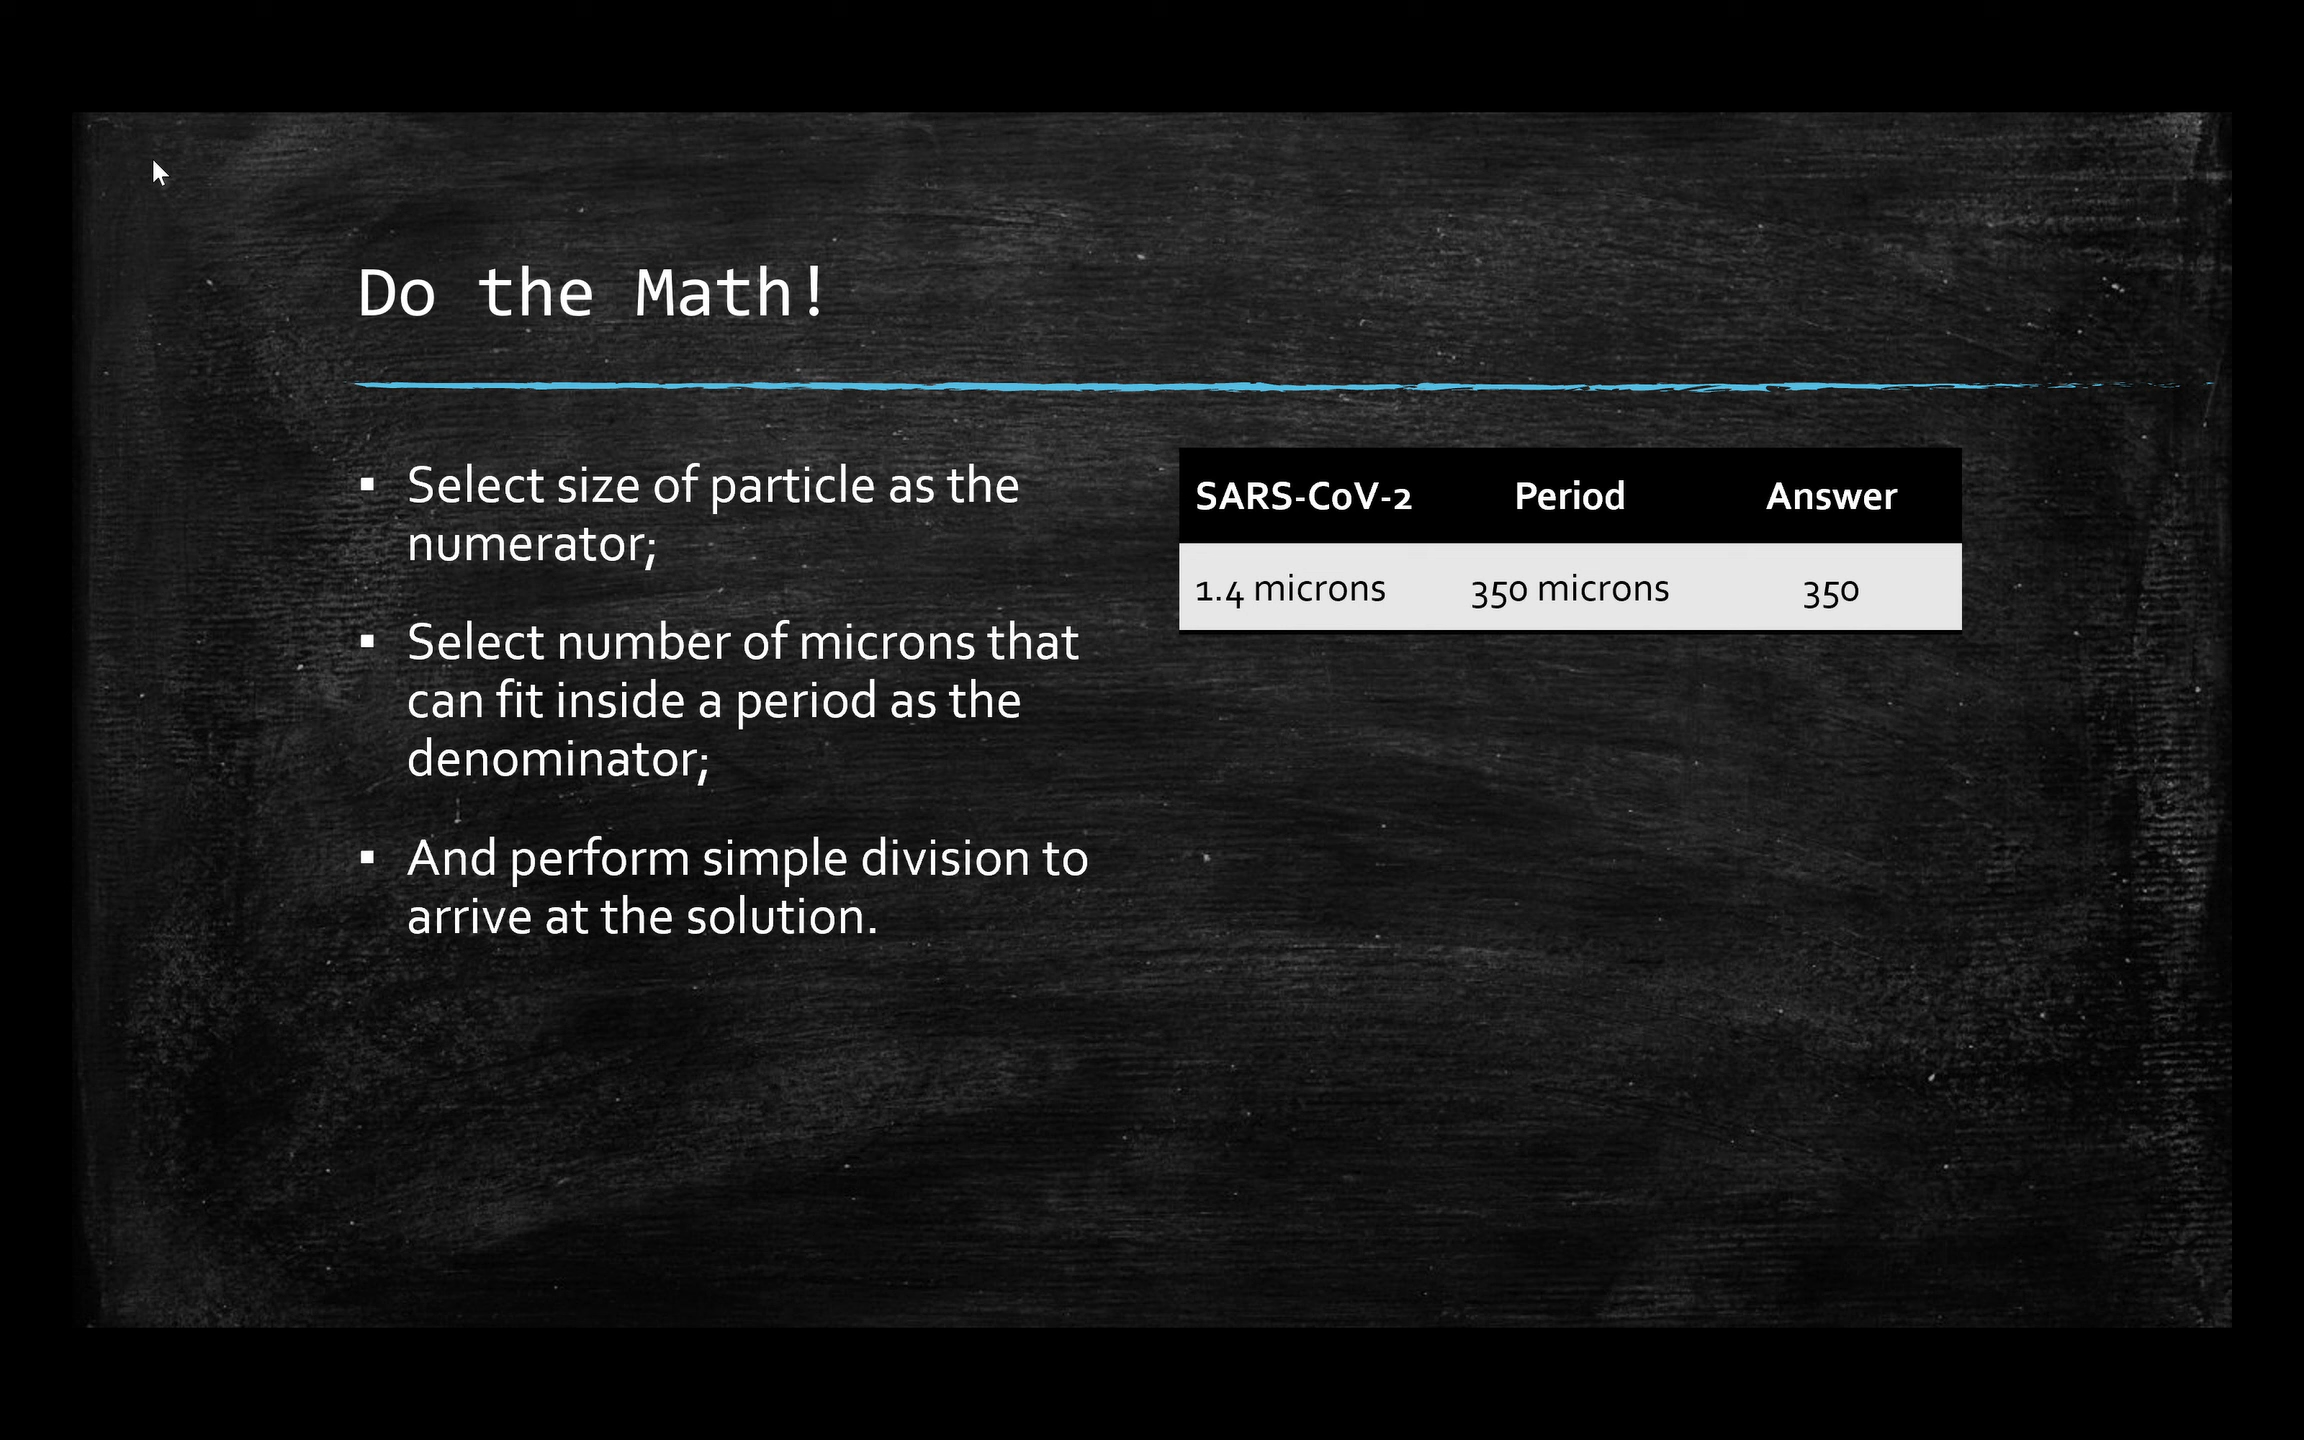 Do the Math!
▪ Select size of particle as the
numerator;
▪ Select number of microns that
can fit inside a period as the
denominator;
▪ And perform simple division to
arrive at the solution.
SARS-CoV-2 Period Answer
1.4 microns 350 microns 350